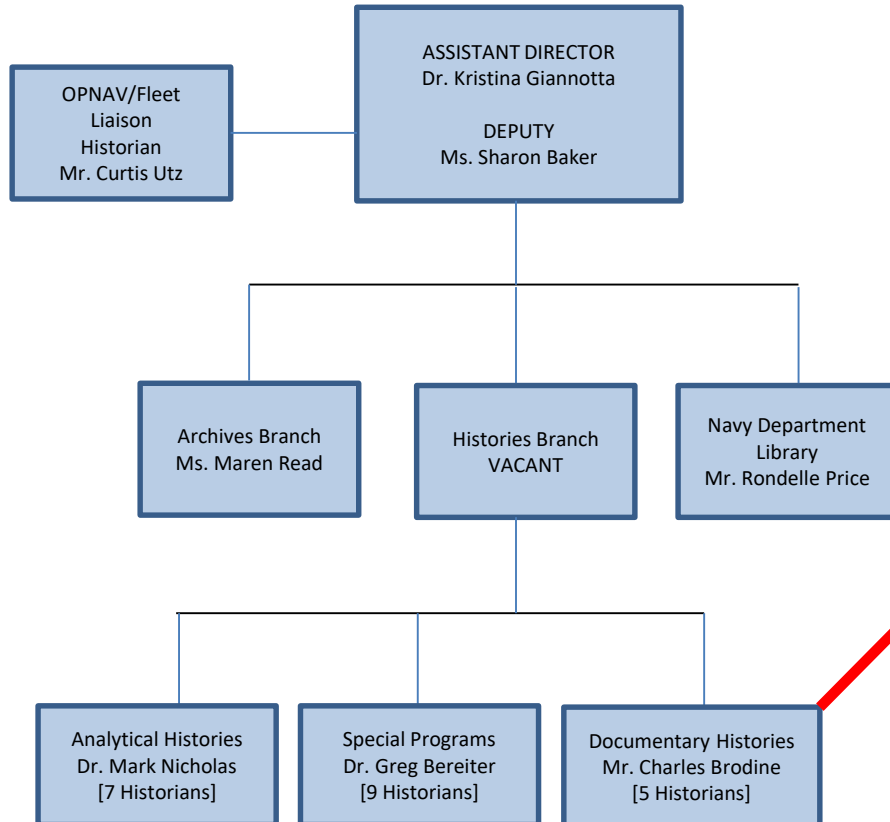 ASSISTANT DIRECTOR
Dr. Kristina Giannotta
DEPUTY
Ms. Sharon Baker
OPNAV/Fleet
Liaison
Historian
Mr. Curtis Utz
Archives Branch
Ms. Maren Read
Histories Branch
VACANT
Navy Department
Library
Mr. Rondelle Price
Analytical Histories
Dr. Mark Nicholas
[7 Historians]
Special Programs
Dr. Greg Bereiter
[9 Historians]
Documentary Histories
Mr. Charles Brodine
[5 Historians]